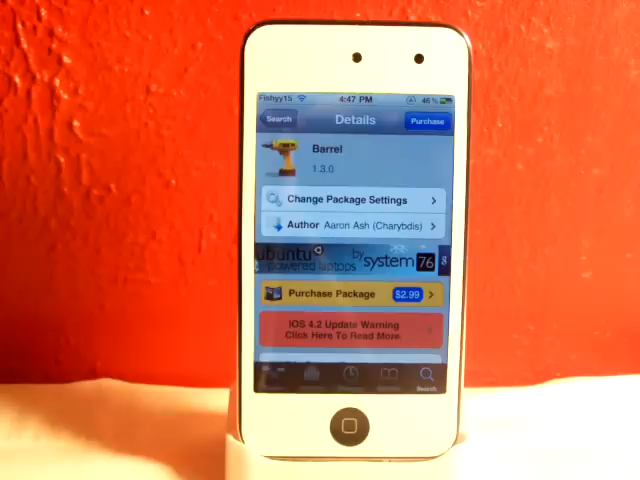 Fishyy15 4:47 PM 46%
Search Details Purchase
Barrel
1.3.0
Change Package Settings
Author Aaron Ash (Charybdis)
ubuntu by system 76
powered laptops
Purchase Package $2.99
IOS 4.2 Update Warning
Click Here To Read More
Search